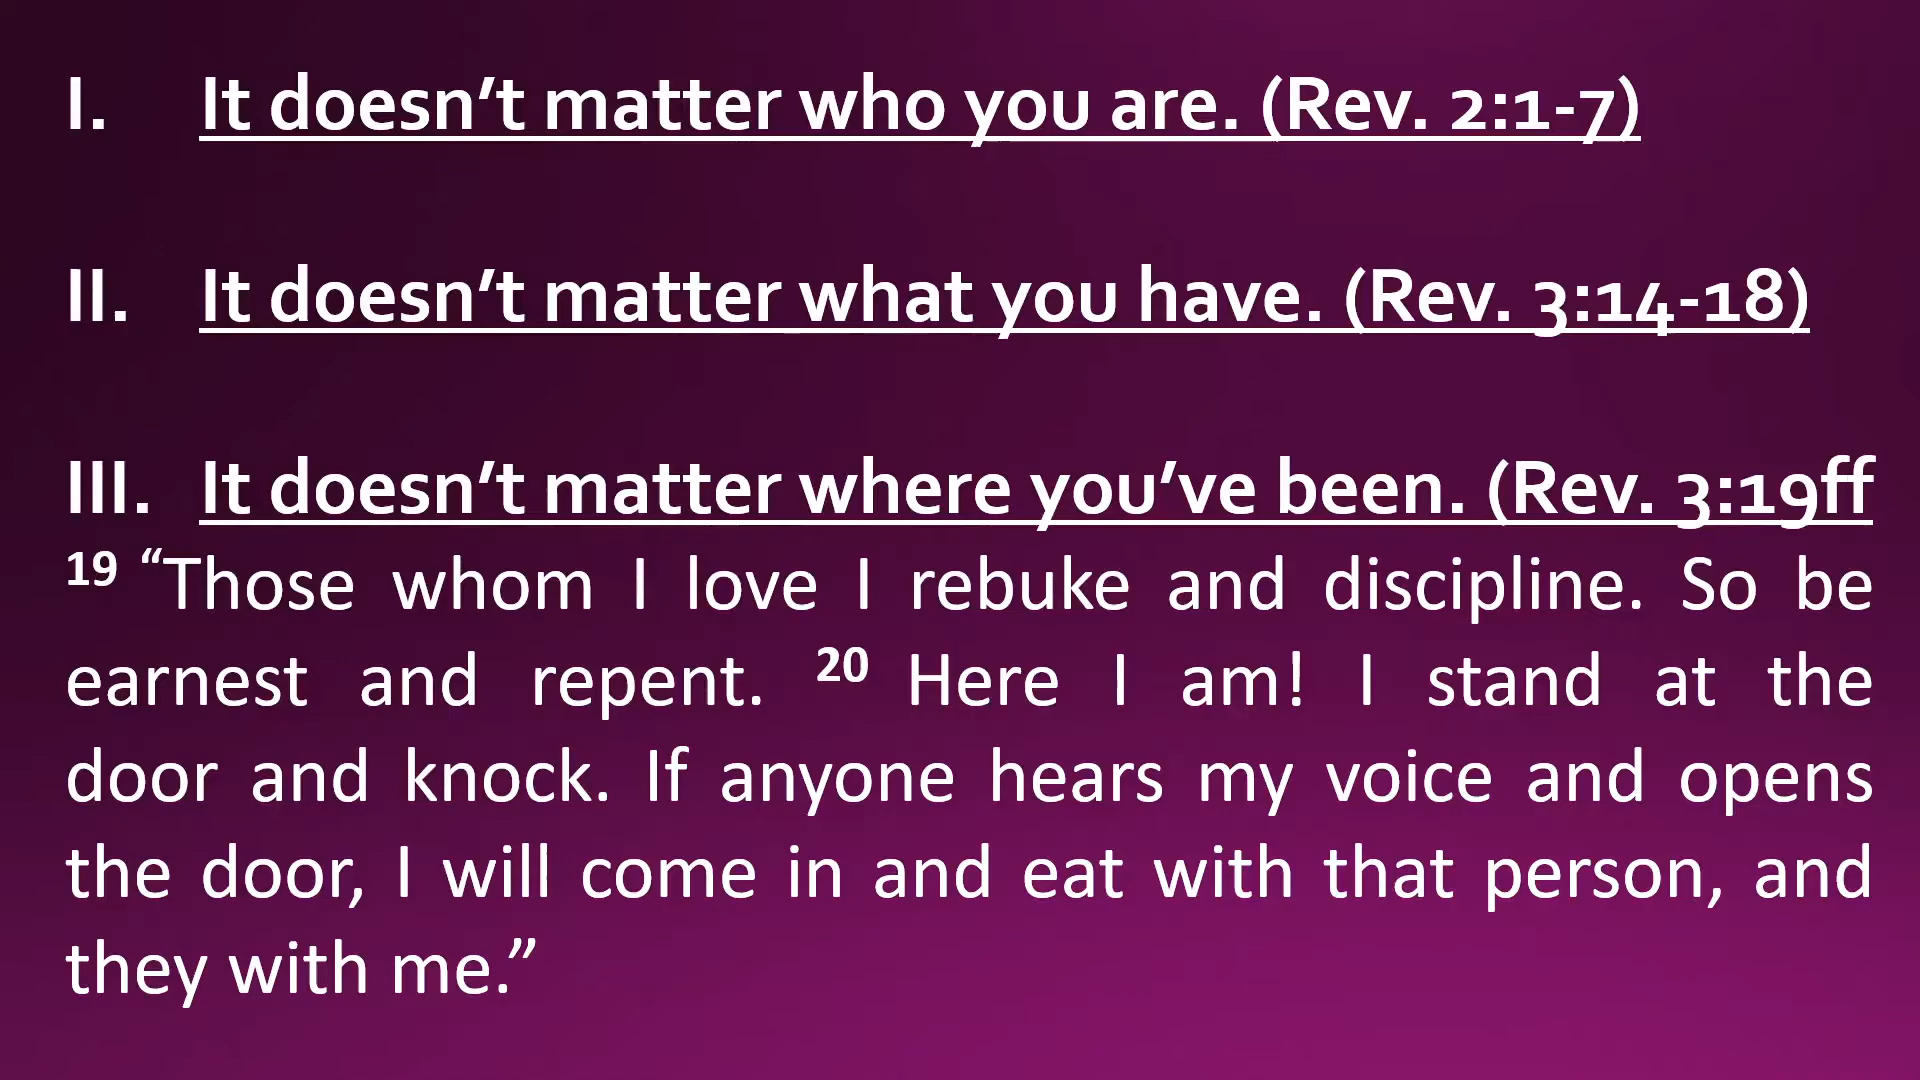 I. It doesn’t matter who you are. (Rev. 2:1-7)
II. It doesn’t matter what you have. (Rev. 3:14-18)
III. It doesn’t matter where you’ve been. (Rev. 3:19ff
19 “Those whom I love I rebuke and discipline. So be
earnest and repent. 20 Here I am! I stand at the
door and knock. If anyone hears my voice and opens
the door, I will come in and eat with that person, and
they with me.”